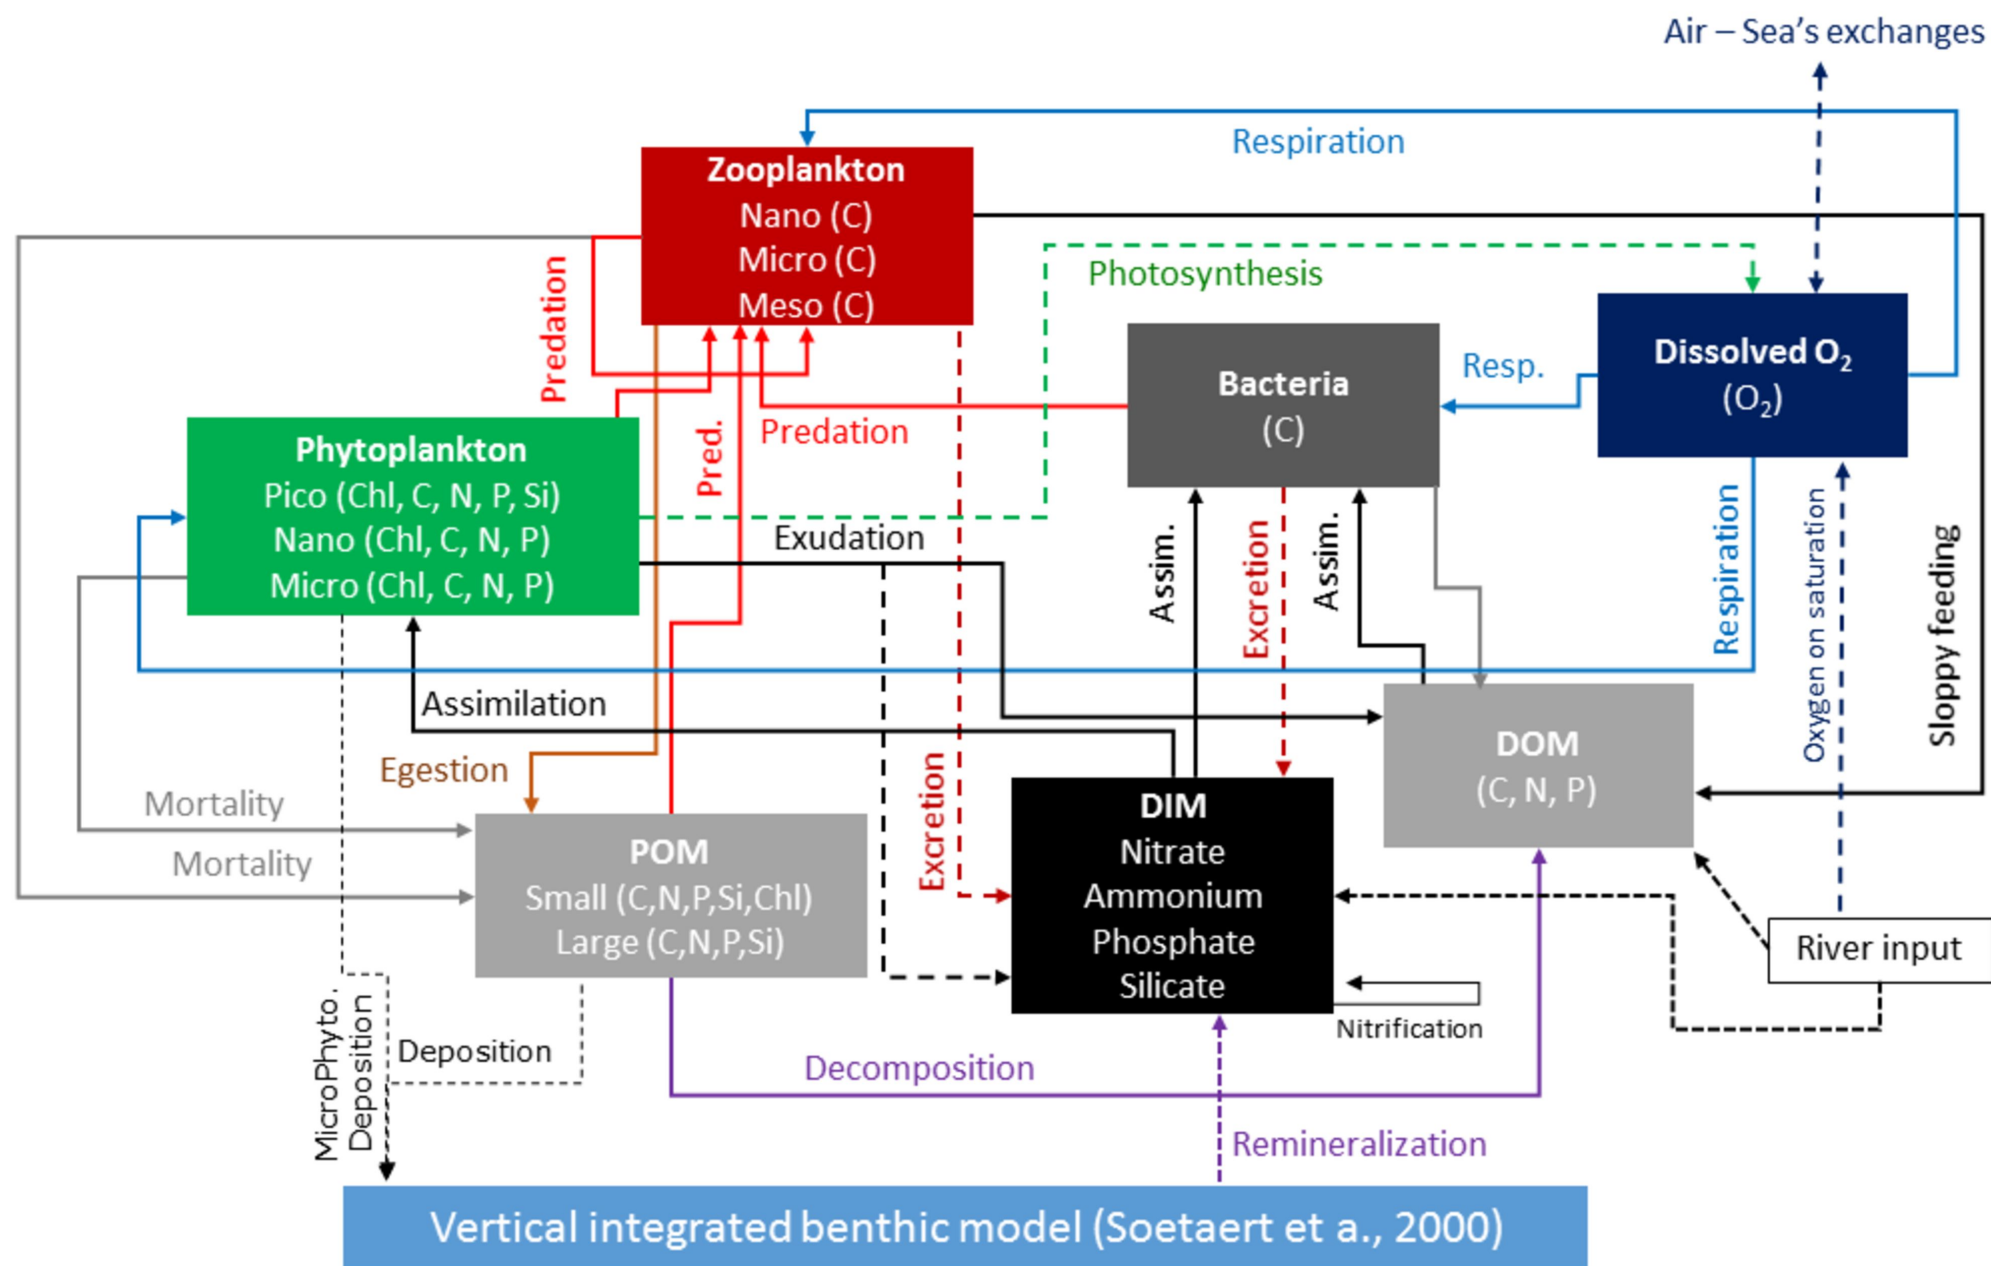 Air – Sea's exchanges
Respiration
Zooplankton
Nano (C)
Micro (C)
Meso (C)
Predation
Photosynthesis
Dissolved O₂
(O₂)
Bacteria
(C)
Resp.
Predation
Pred.
Phytoplankton
Pico (Chl, C, N, P, Si)
Nano (Chl, C, N, P)
Micro (Chl, C, N, P)
Exudation
Assim.
Excretion
Assim.
Respiration
Oxygen on saturation
Sloppy feeding
Assimilation
Egestion
Mortality
Mortality
Excretion
POM
Small (C,N,P,Si,Chl)
Large (C,N,P,Si)
DIM
Nitrate
Ammonium
Phosphate
Silicate
DOM
(C, N, P)
River input
Nitrification
MicroPhyto.
Deposition
Deposition
Decomposition
Remineralization
Vertical integrated benthic model (Soetaert et a., 2000)